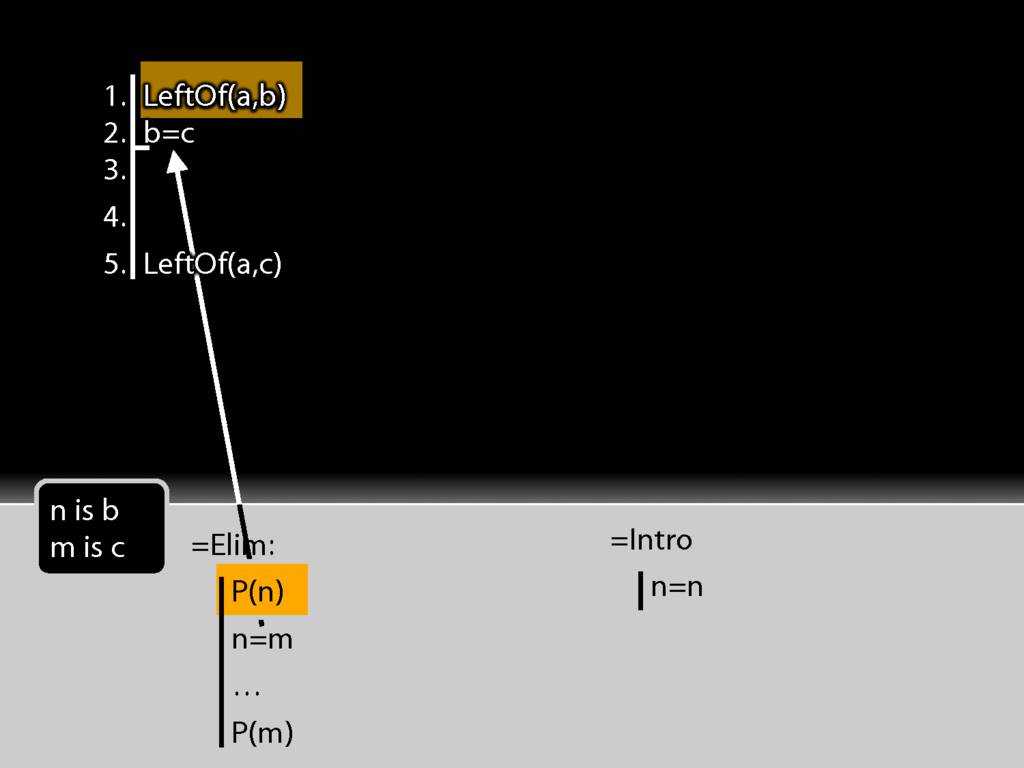 1. LeftOf(a,b)
2. b=c
3.
4.
5. LeftOf(a,c)
n is b
m is c
=Elim:
P(n)
n=m
…
P(m)
=Intro
n=n